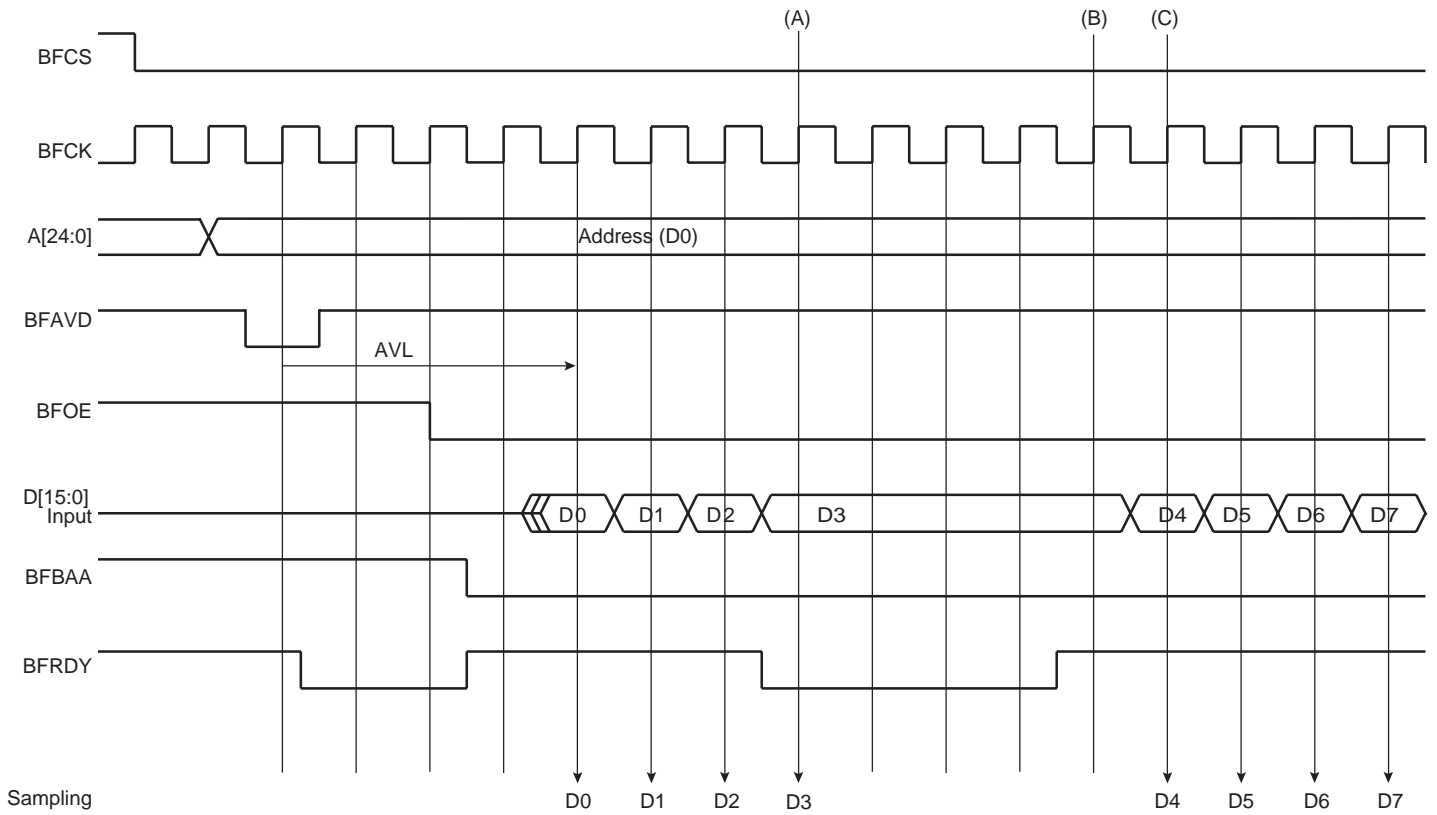 (A) (B) (C)
BFCS
BFCK
A[24:0] Address (D0)
BFAVD
AVL
BFOE
D[15:0]
Input D0 D1 D2 D3 D4 D5 D6 D7
BFBAA
BFRDY
Sampling D0 D1 D2 D3 D4 D5 D6 D7